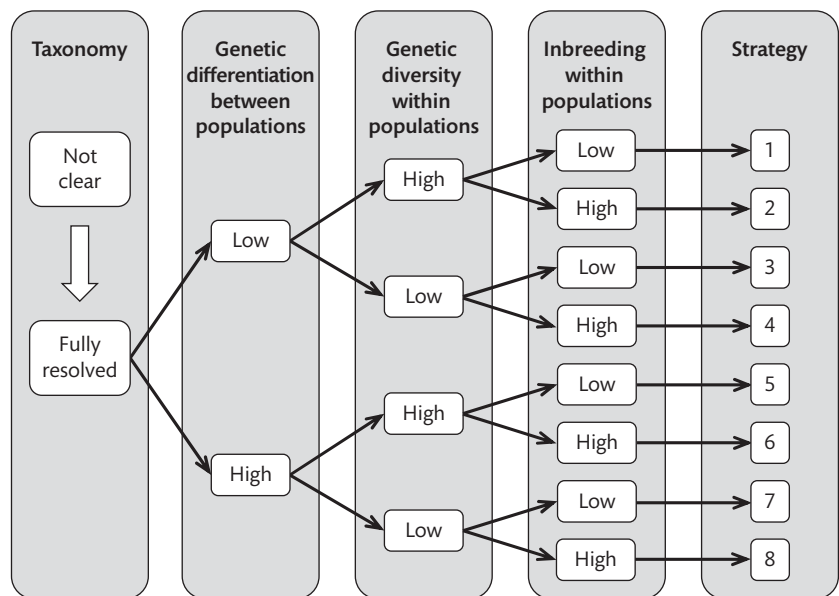 Taxonomy
Genetic
differentiation
between
populations
Genetic
diversity
within
populations
Inbreeding
within
populations
Strategy
Not
clear
Fully
resolved
Low
High
High
Low
High
Low
Low
High
Low
High
Low
High
Low
High
1
2
3
4
5
6
7
8